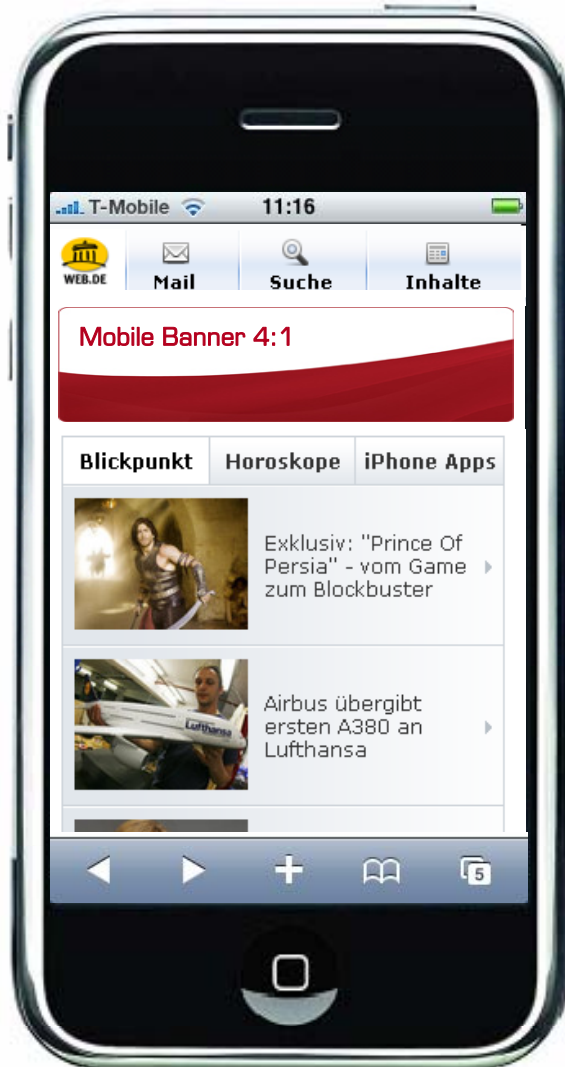 T-Mobile 11:16
WEB.DE Mail Suche Inhalte
Mobile Banner 4:1
Blickpunkt Horoskope iPhone Apps
Exklusiv: "Prince Of
Persia" - vom Game
zum Blockbuster
Lufthansa
Airbus übergibt
ersten A380 an
Lufthansa
5